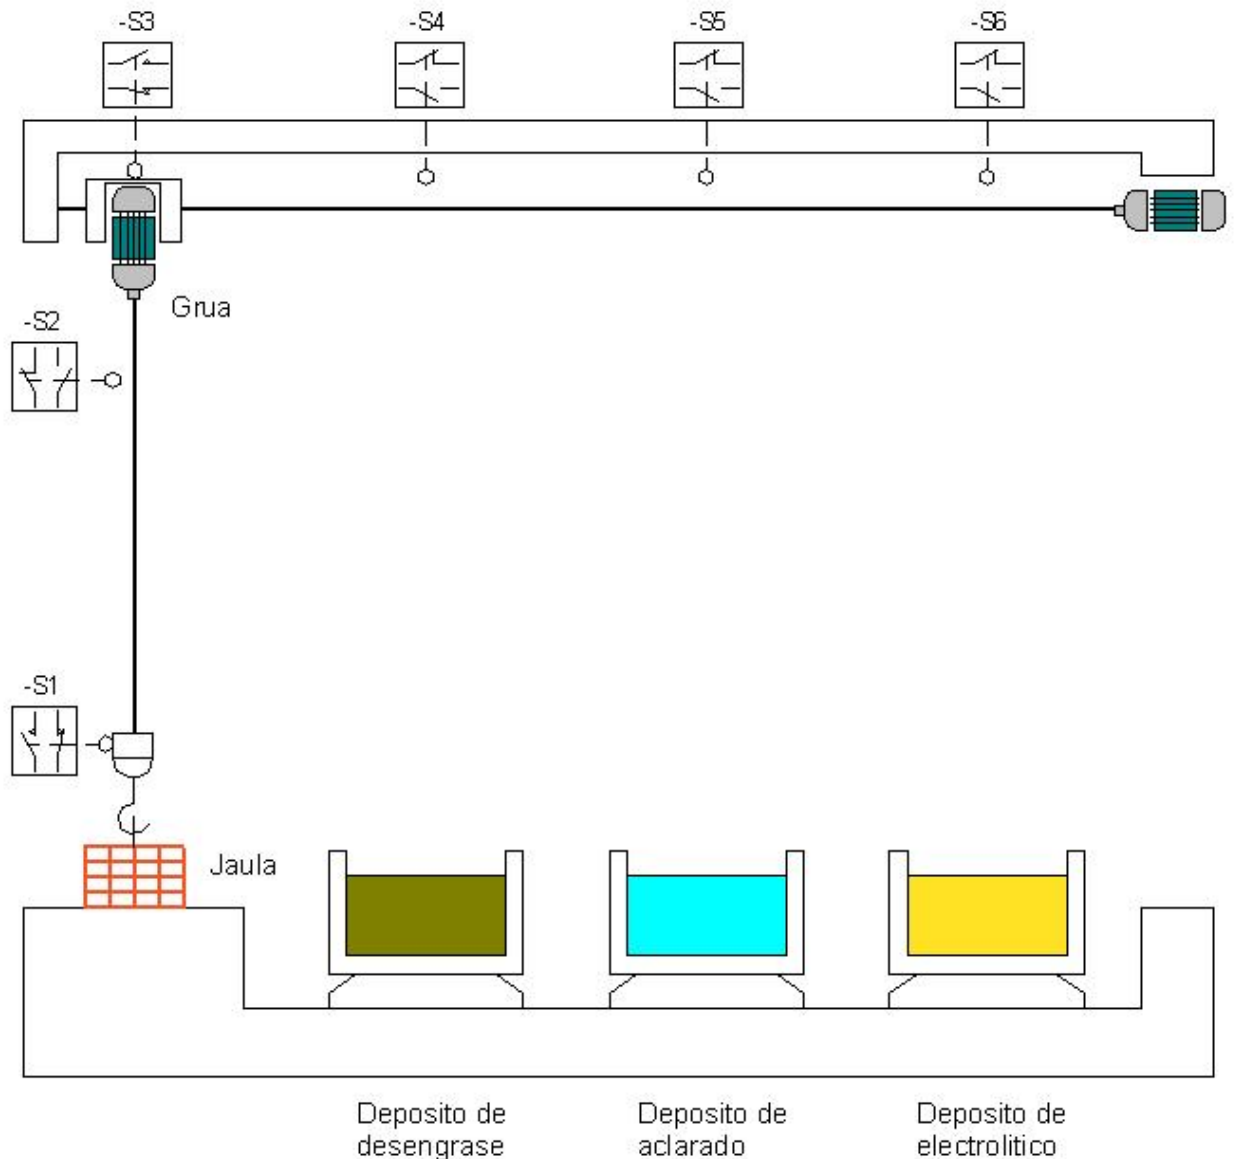 -S3
-S4
-S5
-S6
Grua
-S2
-S1
Jaula
Deposito de
desengrase
Deposito de
aclarado
Deposito de
electrolitico